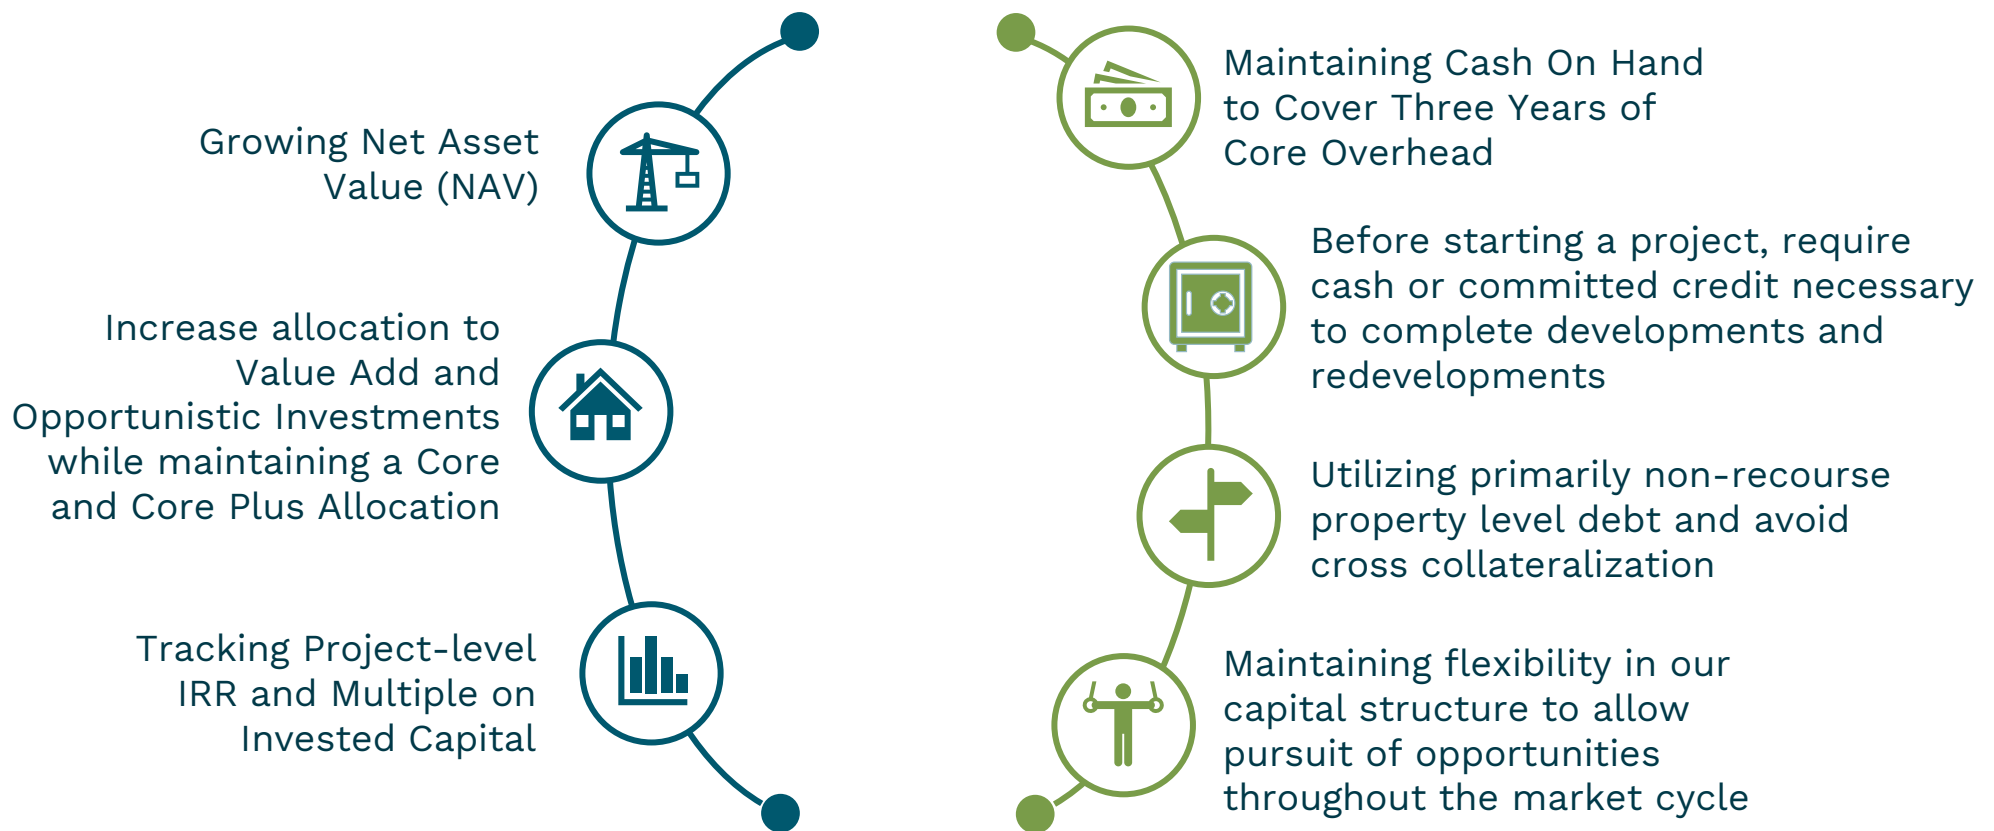 Growing Net Asset
Value (NAV)
Increase allocation to
Value Add and
Opportunistic Investments
while maintaining a Core
and Core Plus Allocation
Tracking Project-level
IRR and Multiple on
Invested Capital
Maintaining Cash On Hand
to Cover Three Years of
Core Overhead
Before starting a project, require
cash or committed credit necessary
to complete developments and
redevelopments
Utilizing primarily non-recourse
property level debt and avoid
cross collateralization
Maintaining flexibility in our
capital structure to allow
pursuit of opportunities
throughout the market cycle